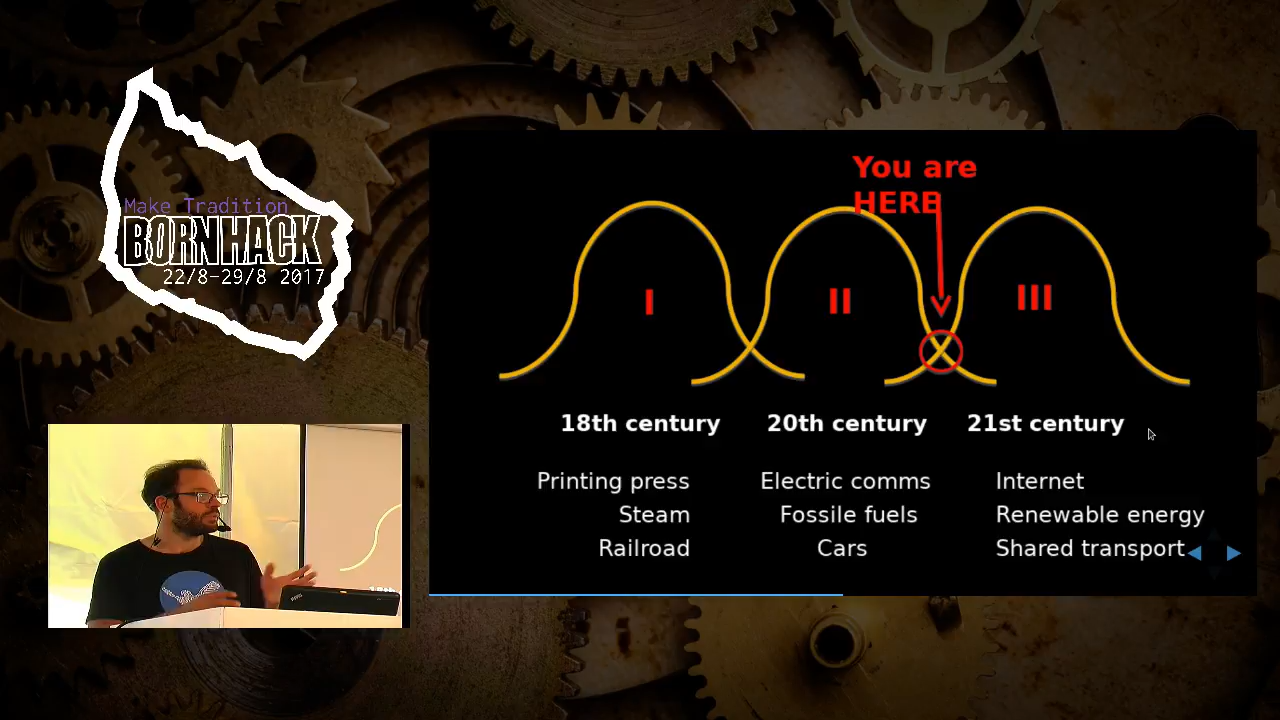 Make Tradition
BORNHACK
22/8-29/8 2017
You are
HERE
I
II
III
18th century
20th century
21st century
Printing press
Steam
Railroad
Electric comms
Fossile fuels
Cars
Internet
Renewable energy
Shared transport